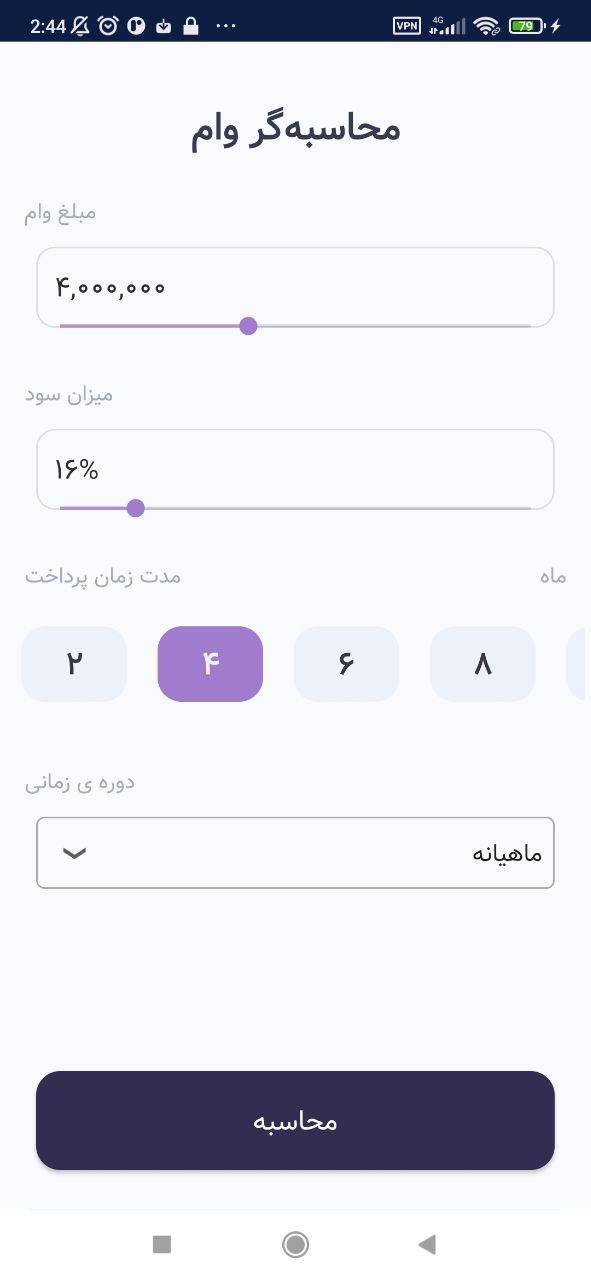 2:44 VPN 4G 79
محاسبه‌گر وام
مبلغ وام
۴,۰۰۰,۰۰۰
میزان سود
۱۶%
مدت زمان پرداخت ماه
۲ ۴ ۶ ۸
دوره ی زمانی
ماهیانه
محاسبه